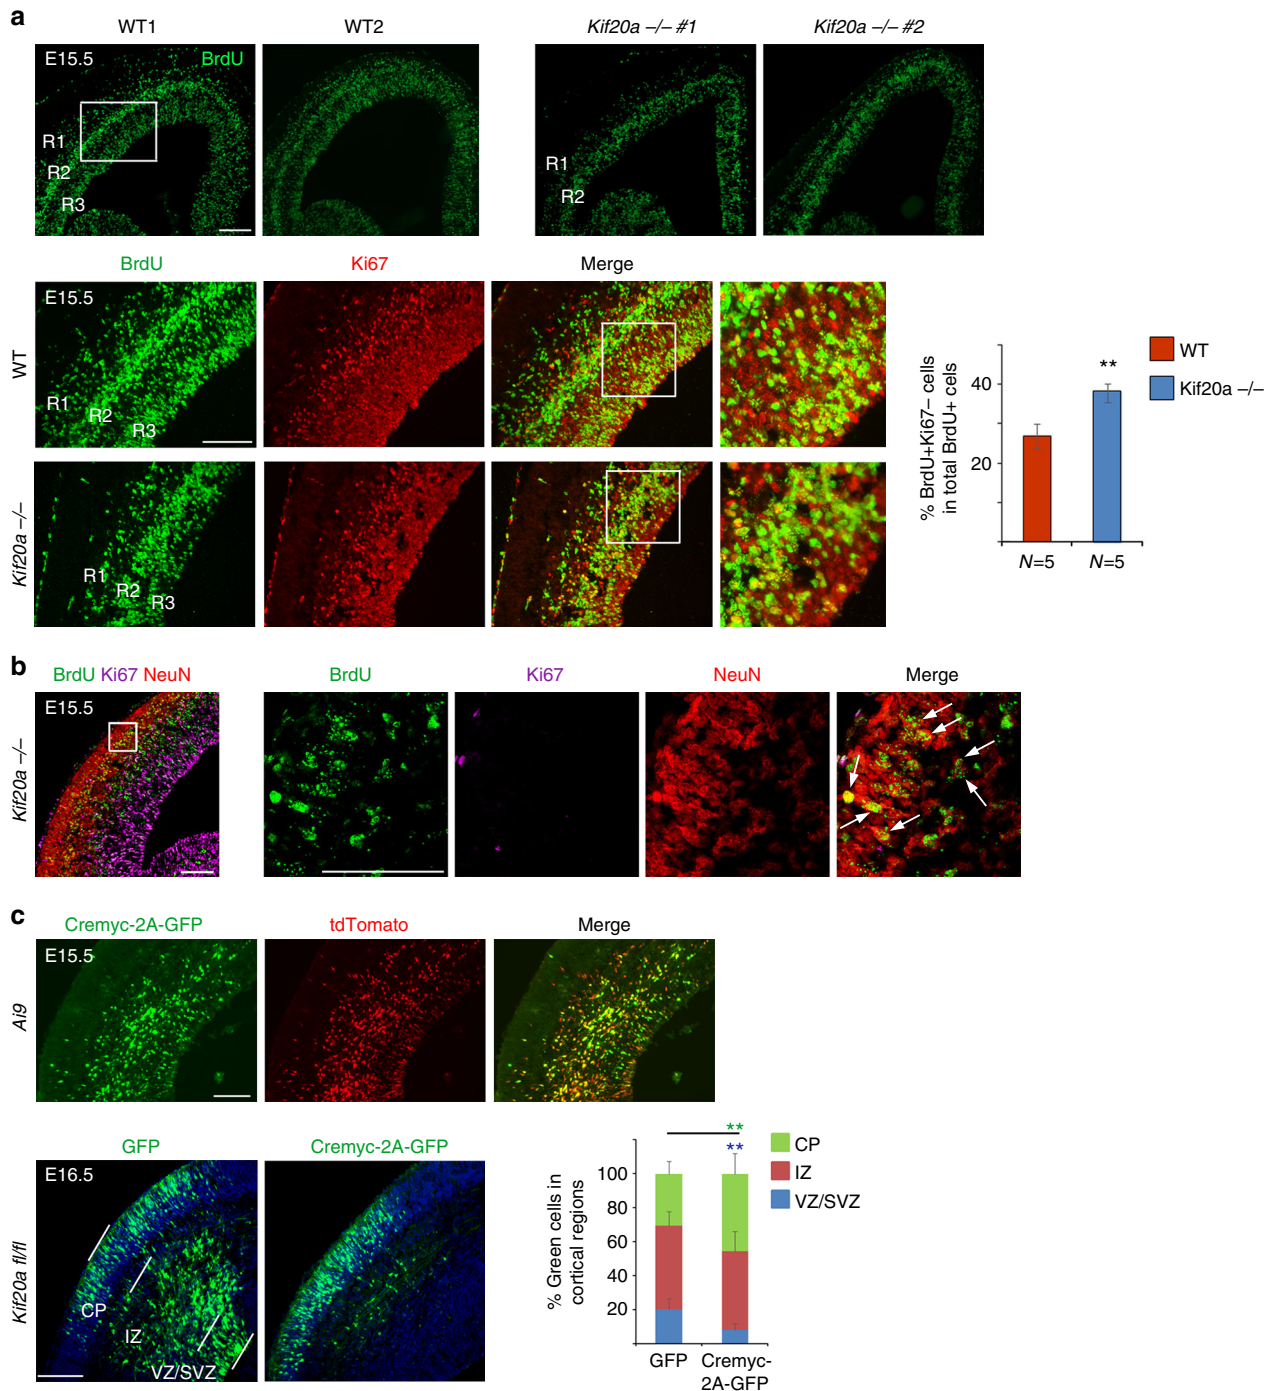 a
WT1
WT2
Kif20a –/– #1
Kif20a –/– #2
E15.5
BrdU
R1
R2
R3
R1
R2
BrdU
Ki67
Merge
WT
E15.5
R1
R2
R3
Kif20a –/–
R1
R2
R3
% BrdU+Ki67– cells
in total BrdU+ cels
40
20
**
N=5
N=5
WT
Kif20a –/–
b
BrdU Ki67 NeuN
BrdU
Ki67
NeuN
Merge
Kif20a –/–
E15.5
c
Cremyc-2A-GFP
tdTomato
Merge
Ai9
E15.5
GFP
Cremyc-2A-GFP
Kif20a fl/fl
E16.5
CP
IZ
VZ/SVZ
% Green cells in
cortical regions
100
80
60
40
20
**
**
GFP
Cremyc-
2A-GFP
CP
IZ
VZ/SVZ